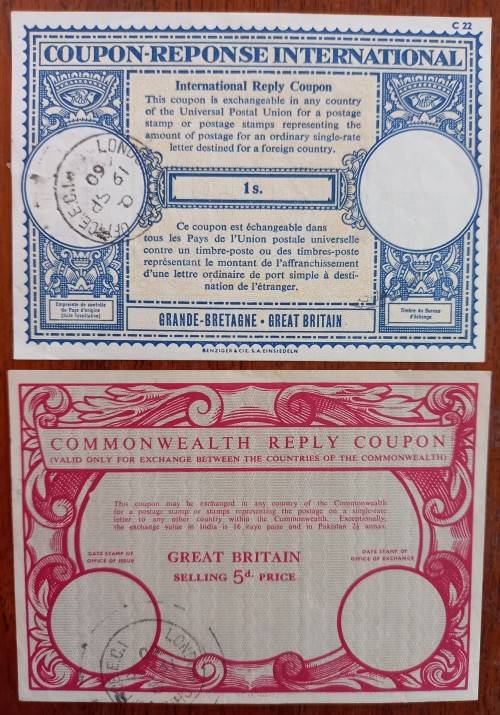 C 22
COUPON-REPONSE INTERNATIONAL
International Reply Coupon
This coupon is exchangeable in any country
of the Universal Postal Union for a postage
stamp or postage stamps representing the
amount of postage for an ordinary single-rate
letter destined for a foreign country.
1s.
Ce coupon est échangeable dans
tous les Pays de l'Union postale universelle
contre un timbre-poste ou des timbres-poste
représentant le montant de l'affranchissement
d'une lettre ordinaire de port simple à desti-
nation de l'étranger.
Empreinte de contrôle
du Pays d'origine
(date facultative)
Timbre du Bureau
d'échange
GRANDE-BRETAGNE • GREAT BRITAIN
BENZIGER & CIE. S.A. EINSIEDELN
COMMONWEALTH REPLY COUPON
(VALID ONLY FOR EXCHANGE BETWEEN THE COUNTRIES OF THE COMMONWEALTH)
This coupon may be exchanged in any country of the Commonwealth
for a postage stamp or stamps representing the postage on a single-rate
letter to any other country within the Commonwealth. Exceptionally,
the exchange value in India is 16 naye paise and in Pakistan 2½ annas.
DATE STAMP OF
OFFICE OF ISSUE
DATE STAMP OF
OFFICE OF EXCHANGE
GREAT BRITAIN
SELLING 5d. PRICE